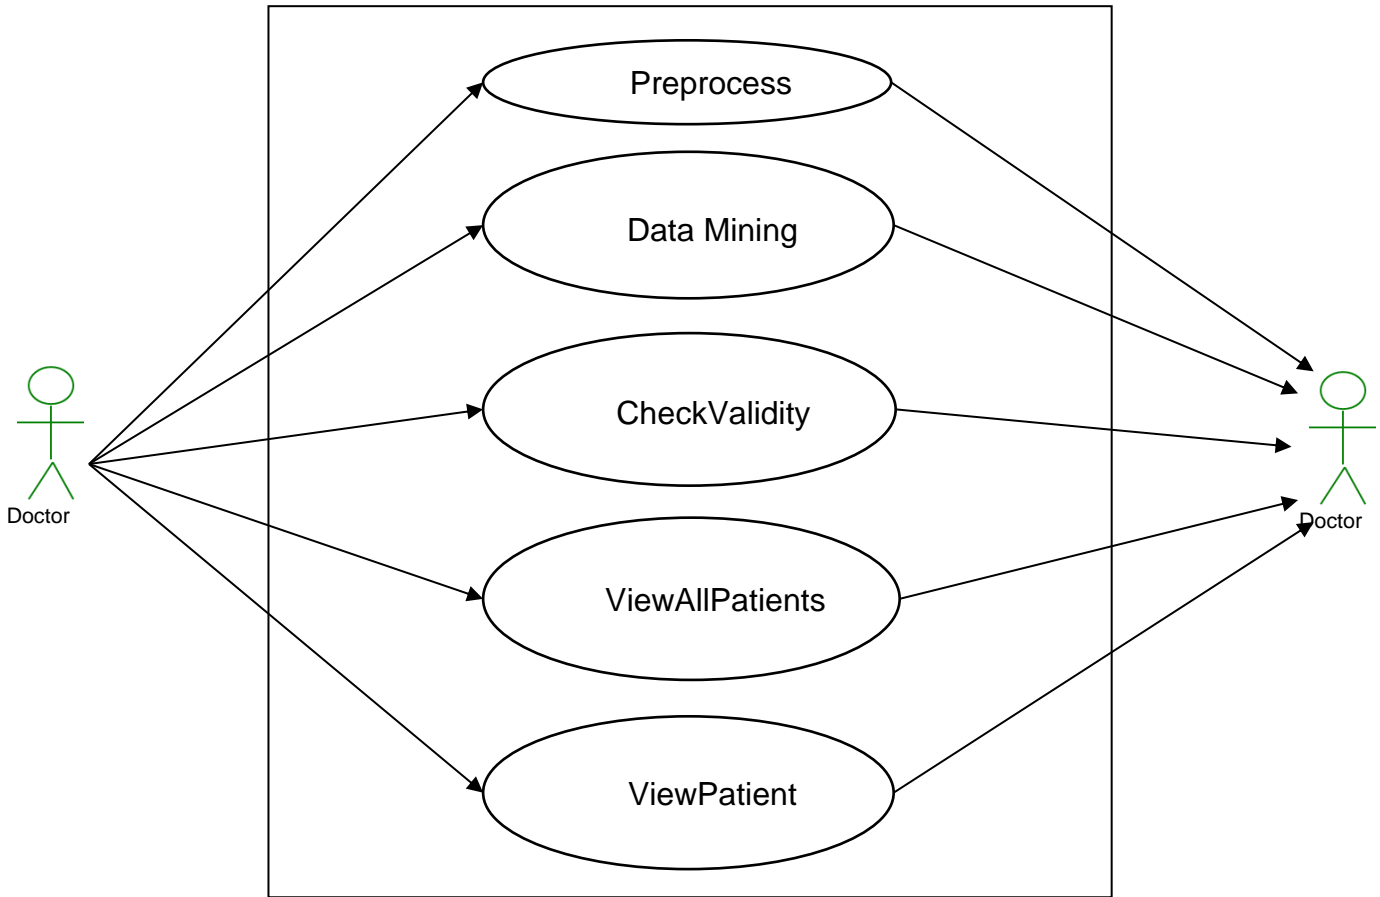 Preprocess
Data Mining
CheckValidity
ViewAllPatients
ViewPatient
Doctor
Doctor